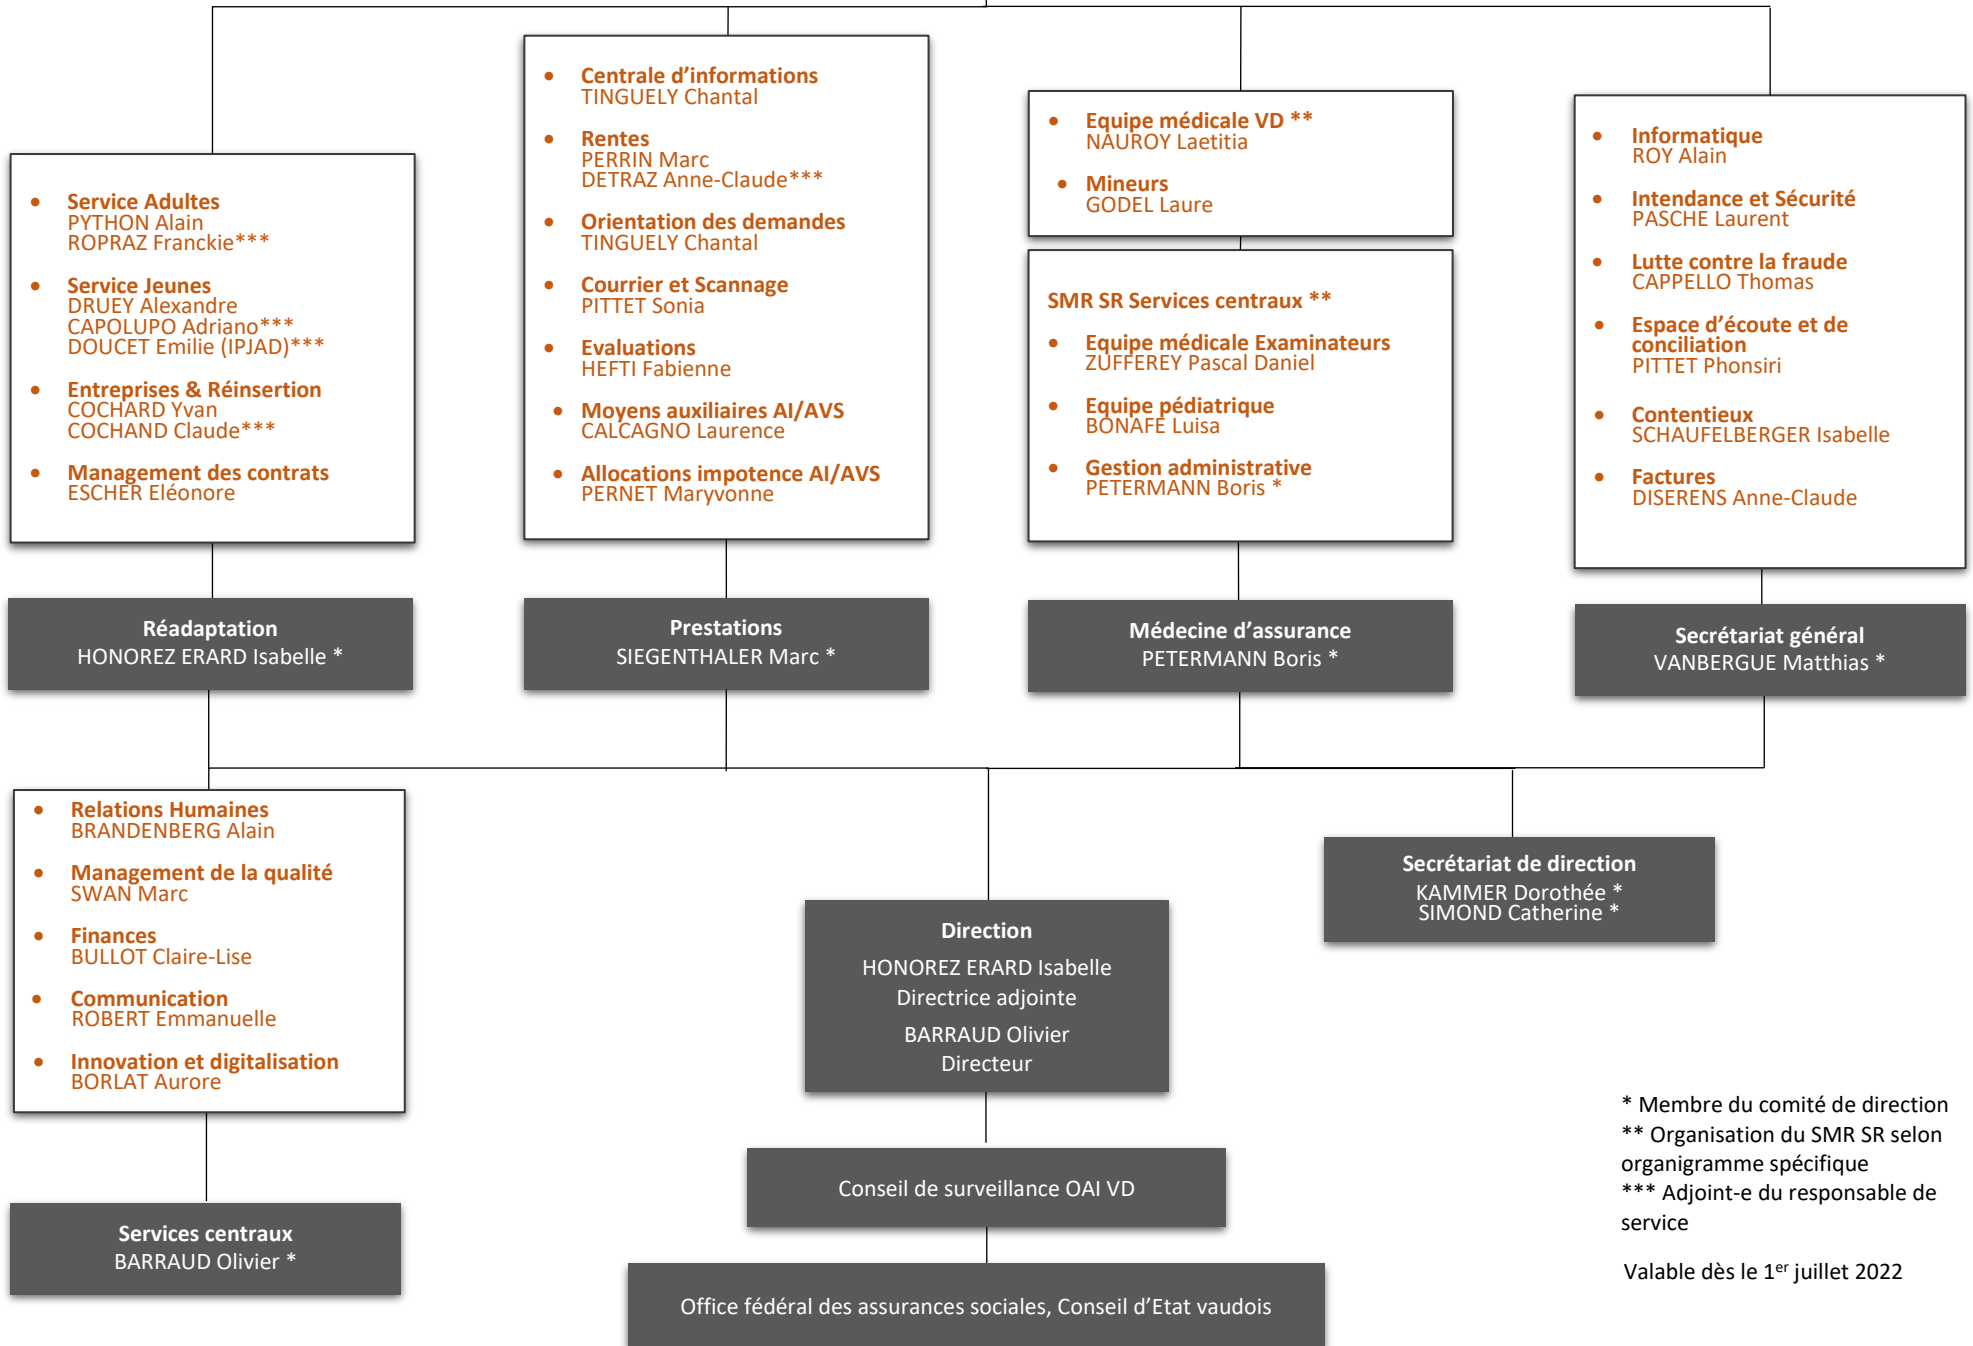 • Service Adultes
PYTHON Alain
ROPRAZ Franckie***
• Service Jeunes
DRUEY Alexandre
CAPOLUPO Adriano***
DOUCET Emilie (IPJAD)***
• Entreprises & Réinsertion
COCHARD Yvan
COCHAND Claude***
• Management des contrats
ESCHER Eléonore
• Centrale d’informations
TINGUELY Chantal
• Rentes
PERRIN Marc
DETRAZ Anne-Claude***
• Orientation des demandes
TINGUELY Chantal
• Courrier et Scannage
PITTET Sonia
• Evaluations
HEFTI Fabienne
• Moyens auxiliaires AI/AVS
CALCAGNO Laurence
• Allocations impotence AI/AVS
PERNET Maryvonne
• Equipe médicale VD **
NAUROY Laetitia
• Mineurs
GODEL Laure
SMR SR Services centraux **
• Equipe médicale Examinateurs
ZUFFEREY Pascal Daniel
• Equipe pédiatrique
BONAFE Luisa
• Gestion administrative
PETERMANN Boris *
• Informatique
ROY Alain
• Intendance et Sécurité
PASCHE Laurent
• Lutte contre la fraude
CAPPELLO Thomas
• Espace d’écoute et de
conciliation
PITTET Phonsiri
• Contentieux
SCHAUFELBERGER Isabelle
• Factures
DISERENS Anne-Claude
Réadaptation
HONOREZ ERARD Isabelle *
Prestations
SIEGENTHALER Marc *
Médecine d’assurance
PETERMANN Boris *
Secrétariat général
VANBERGUE Matthias *
• Relations Humaines
BRANDENBERG Alain
• Management de la qualité
SWAN Marc
• Finances
BULLOT Claire-Lise
• Communication
ROBERT Emmanuelle
• Innovation et digitalisation
BORLAT Aurore
Secrétariat de direction
KAMMER Dorothée *
SIMOND Catherine *
Direction
HONOREZ ERARD Isabelle
Directrice adjointe
BARRAUD Olivier
Directeur
Conseil de surveillance OAI VD
Services centraux
BARRAUD Olivier *
Office fédéral des assurances sociales, Conseil d’Etat vaudois
* Membre du comité de direction
** Organisation du SMR SR selon
organigramme spécifique
*** Adjoint-e du responsable de
service
Valable dès le 1er juillet 2022